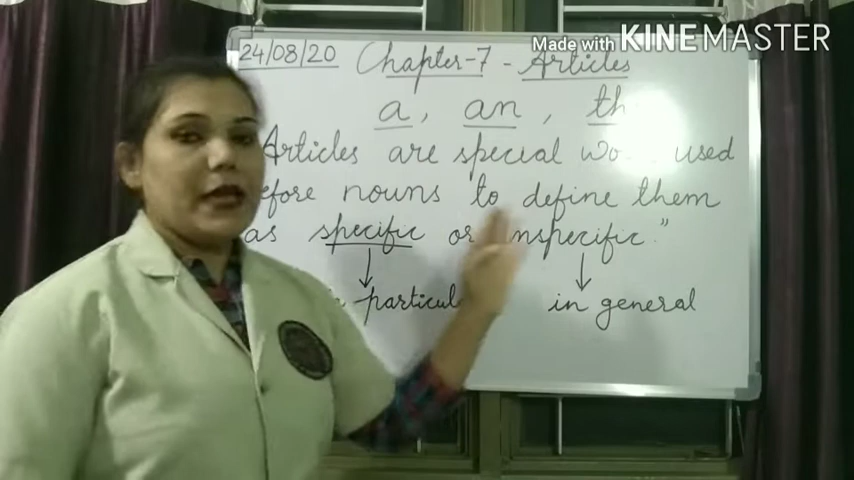 Made with KINEMASTER
24/08/20 Chapter-7 - Articles
a, an, th
Articles are special wo used
efore nouns to define them
as specific or nspecific."
particul in general